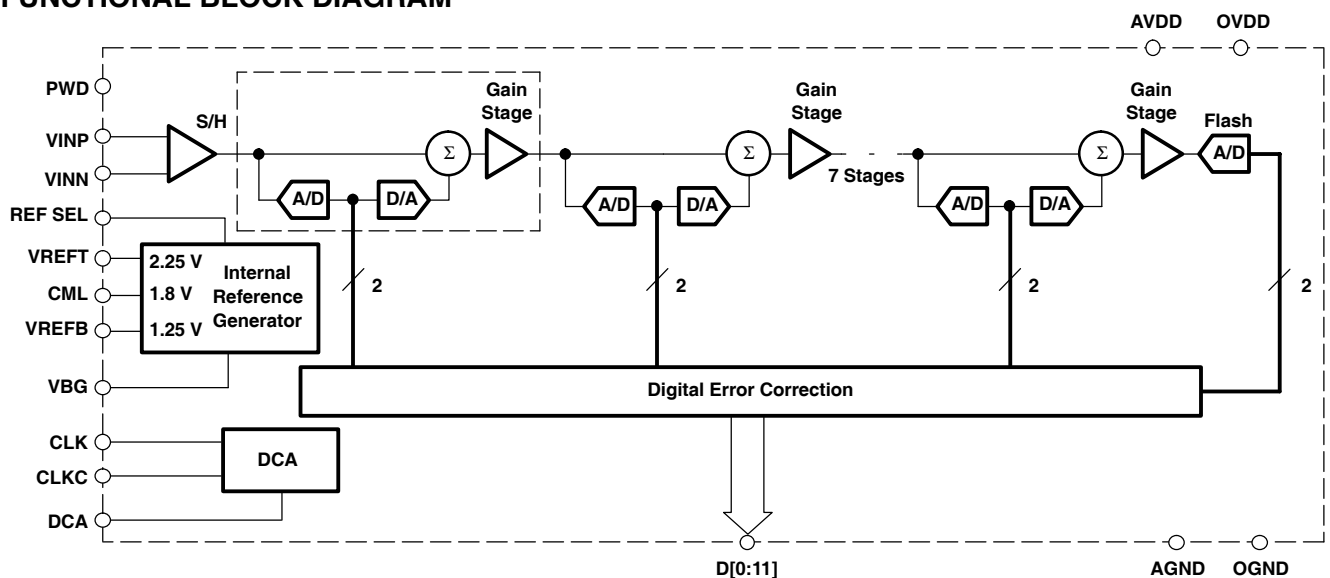 FUNCTIONAL BLOCK DIAGRAM
AVDD OVDD
PWD
VINP
VINN
REF SEL
VREFT
CML
VREFB
VBG
CLK
CLKC
DCA
S/H
Gain
Stage
Σ
A/D
D/A
2
Gain
Stage
Σ
A/D
D/A
2
7 Stages
Gain
Stage
Σ
A/D
D/A
2
Flash
A/D
2
2.25 V
1.8 V
1.25 V
Internal
Reference
Generator
Digital Error Correction
DCA
D[0:11]
AGND OGND